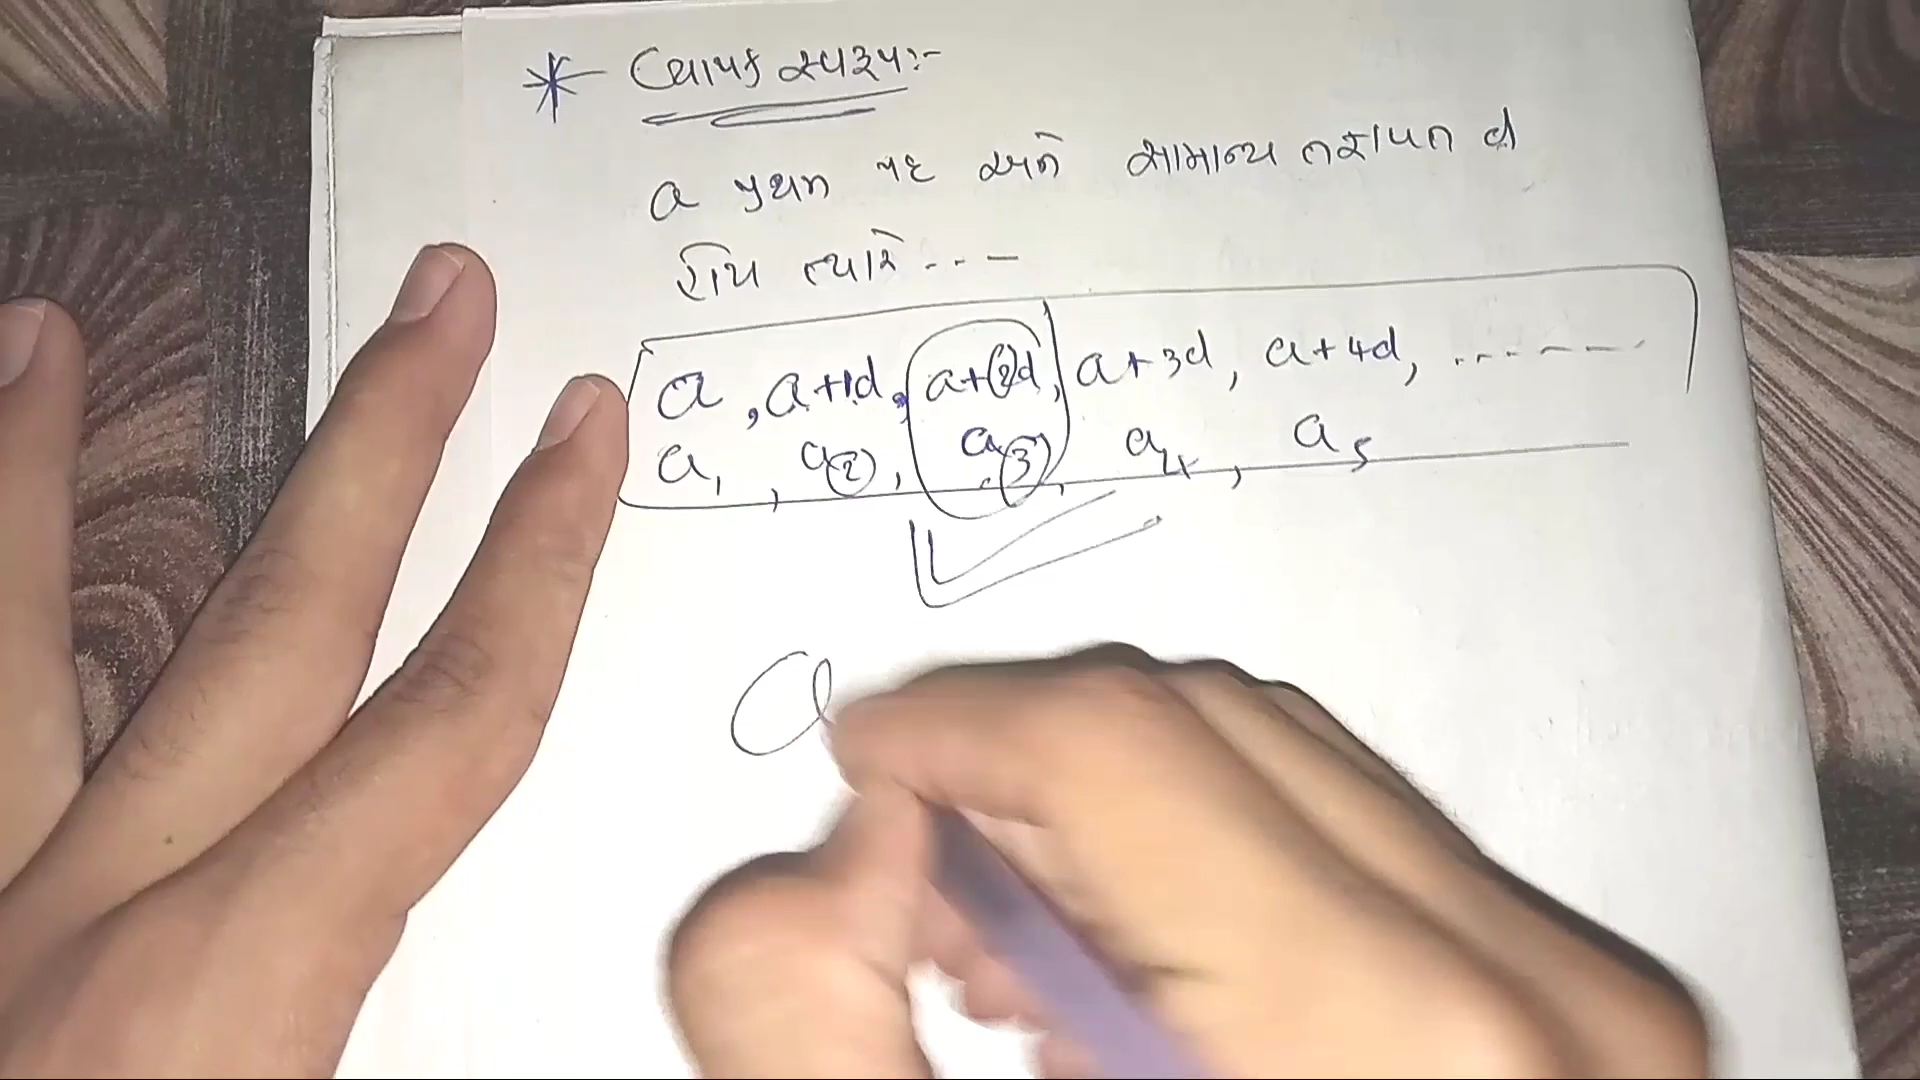 * વ્યાપક સ્વરૂપ:-
a પ્રથમ પદ અને સામાન્ય તફાવત d
હોય ત્યારે ...
a, a+1d, a+2d, a+3d, a+4d, .......
a₁, a₂, a₃, a₄, a₅
a